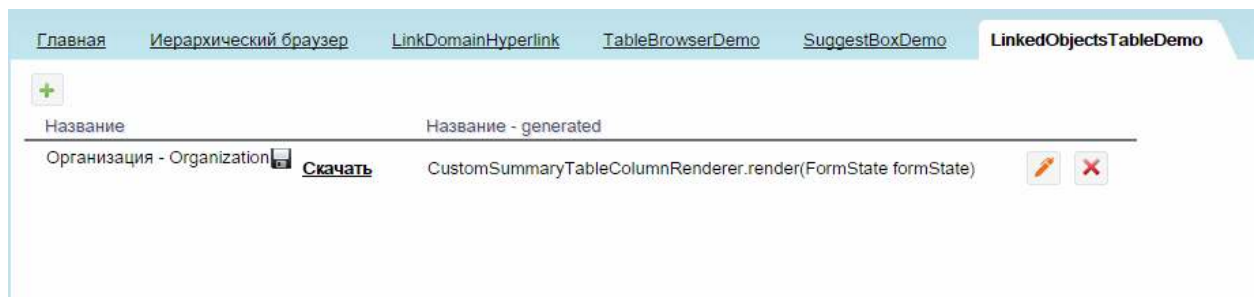 Главная Иерархический браузер LinkDomainHyperlink TableBrowserDemo SuggestBoxDemo LinkedObjectsTableDemo
Название Название - generated
Организация - Organization Скачать CustomSummaryTableColumnRenderer.render(FormState formState)